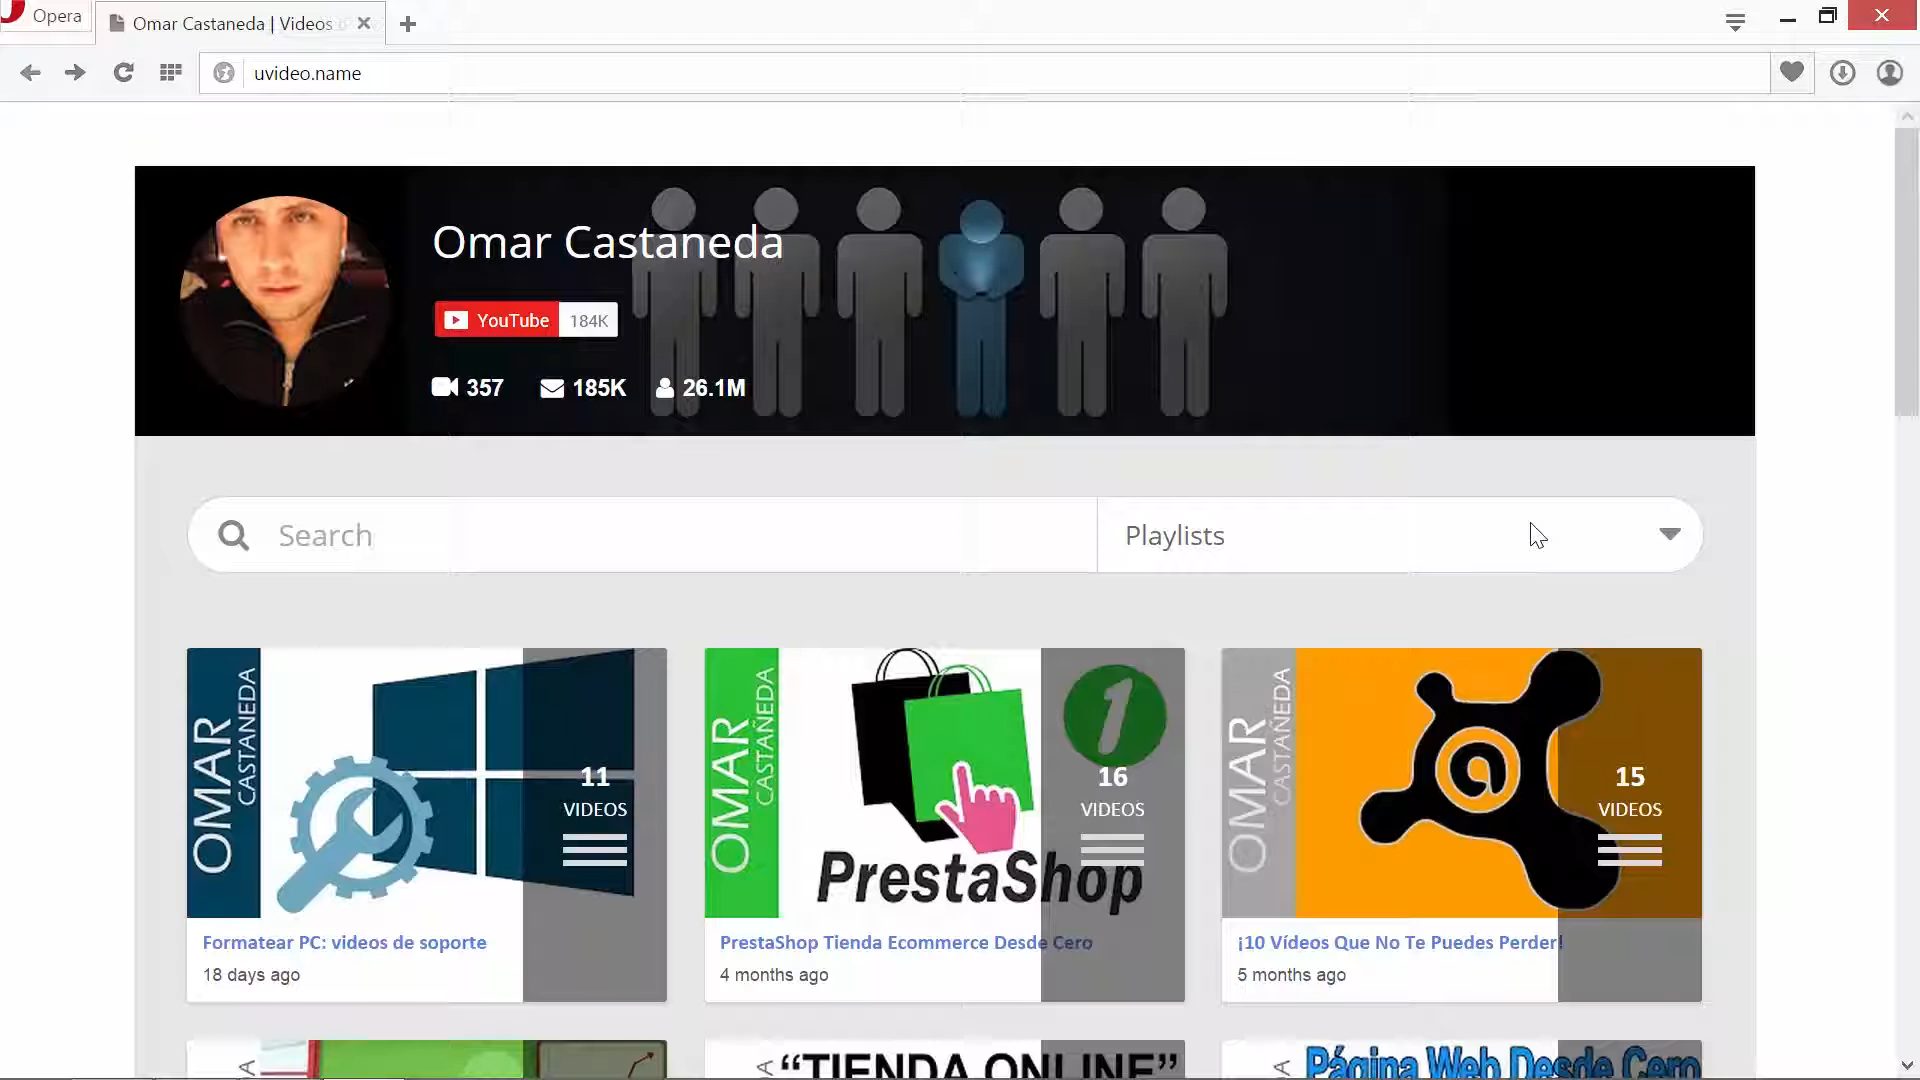 Opera
Omar Castaneda | Videos
uvideo.name
Omar Castaneda
YouTube 184K
357 185K 26.1M
Search
Playlists
OMAR
CASTAÑEDA
11
VIDEOS
Formatear PC: videos de soporte
18 days ago
OMAR
CASTAÑEDA
1
16
VIDEOS
PrestaShop
PrestaShop Tienda Ecommerce Desde Cero
4 months ago
OMAR
CASTAÑEDA
a
15
VIDEOS
¡10 Vídeos Que No Te Puedes Perder!
5 months ago
A
A
“TIENDA ONLINE”
A
Página Web Desde Cero